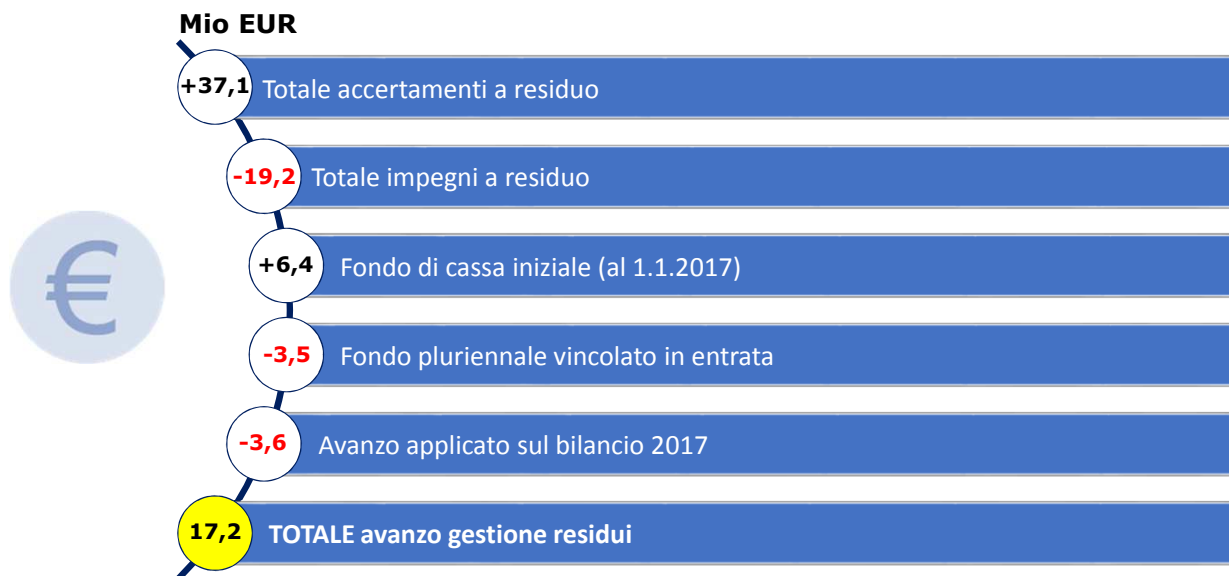 Mio EUR
+37,1 Totale accertamenti a residuo
-19,2 Totale impegni a residuo
+6,4 Fondo di cassa iniziale (al 1.1.2017)
-3,5 Fondo pluriennale vincolato in entrata
-3,6 Avanzo applicato sul bilancio 2017
17,2 TOTALE avanzo gestione residui
€